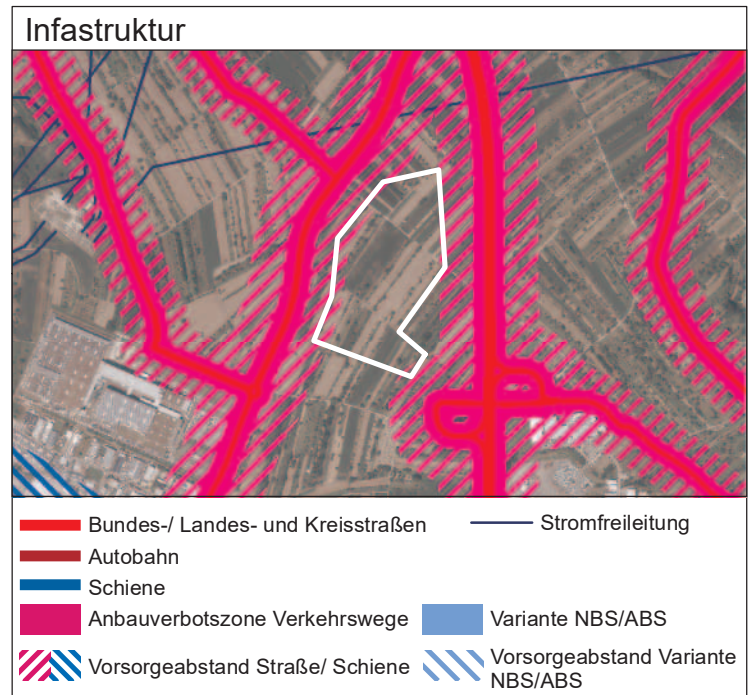 Infastruktur
Bundes-/ Landes- und Kreisstraßen
Stromfreileitung
Autobahn
Schiene
Anbauverbotszone Verkehrswege
Variante NBS/ABS
Vorsorgeabstand Straße/ Schiene
Vorsorgeabstand Variante
NBS/ABS